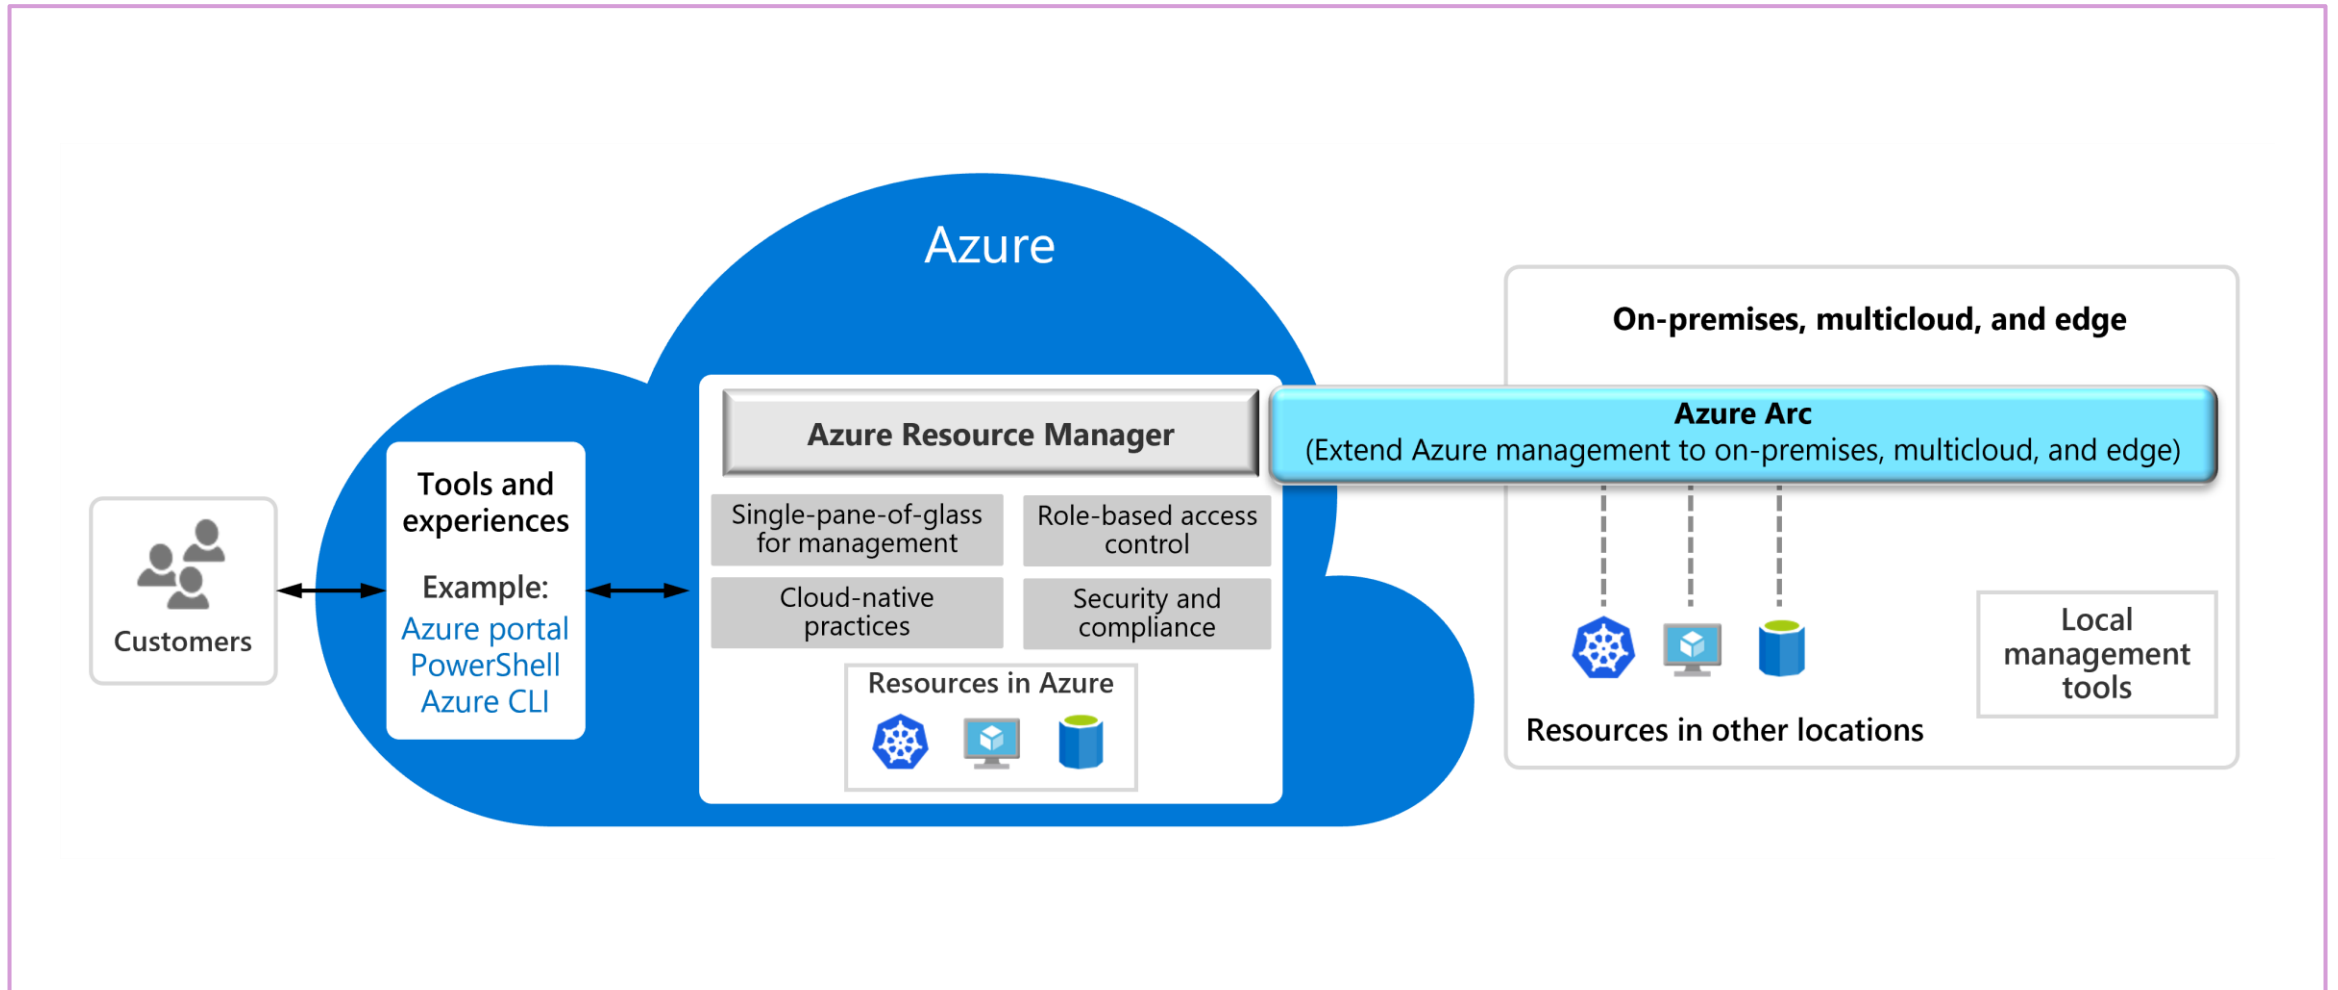 Azure
On-premises, multicloud, and edge
Azure Resource Manager
Azure Arc
(Extend Azure management to on-premises, multicloud, and edge)
Customers
Tools and
experiences
Example:
Azure portal
PowerShell
Azure CLI
Single-pane-of-glass
for management
Role-based access
control
Cloud-native
practices
Security and
compliance
Resources in Azure
Resources in other locations
Local
management
tools